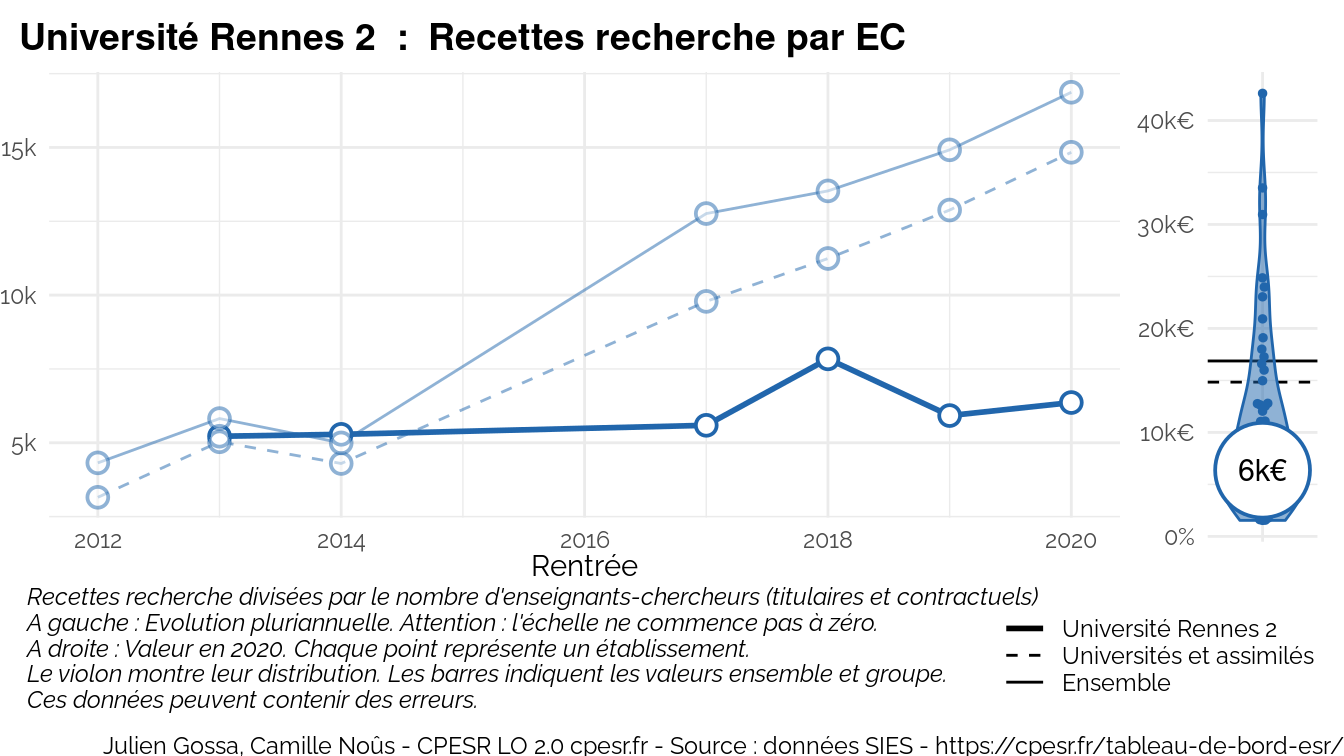 Université Rennes 2 : Recettes recherche par EC
15k
10k
5k
2012 2014 2016 2018 2020
Rentrée
40k€
30k€
20k€
10k€
0%
6k€
Recettes recherche divisées par le nombre d'enseignants-chercheurs (titulaires et contractuels)
A gauche : Evolution pluriannuelle. Attention : l'échelle ne commence pas à zéro.
A droite : Valeur en 2020. Chaque point représente un établissement.
Le violon montre leur distribution. Les barres indiquent les valeurs ensemble et groupe.
Ces données peuvent contenir des erreurs.
Université Rennes 2
Universités et assimilés
Ensemble
Julien Gossa, Camille Noûs - CPESR LO 2.0 cpesr.fr - Source : données SIES - https://cpesr.fr/tableau-de-bord-esr/